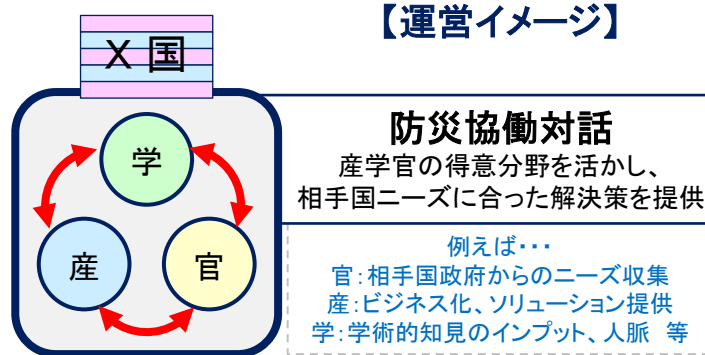 【運営イメージ】
X 国
学
産
官
防災協働対話
産学官の得意分野を活かし、
相手国ニーズに合った解決策を提供
例えば・・・
官：相手国政府からのニーズ収集
産：ビジネス化、ソリューション提供
学：学術的知見のインプット、人脈 等